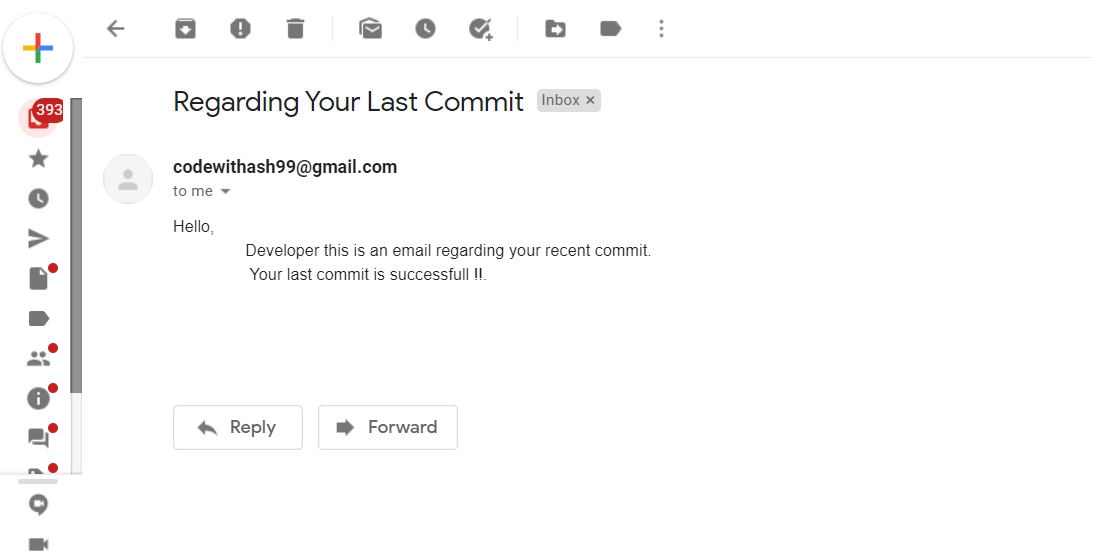 Regarding Your Last Commit
Inbox ×
393
codewithash99@gmail.com
to me
Hello,
Developer this is an email regarding your recent commit.
Your last commit is successfull !!.
Reply
Forward